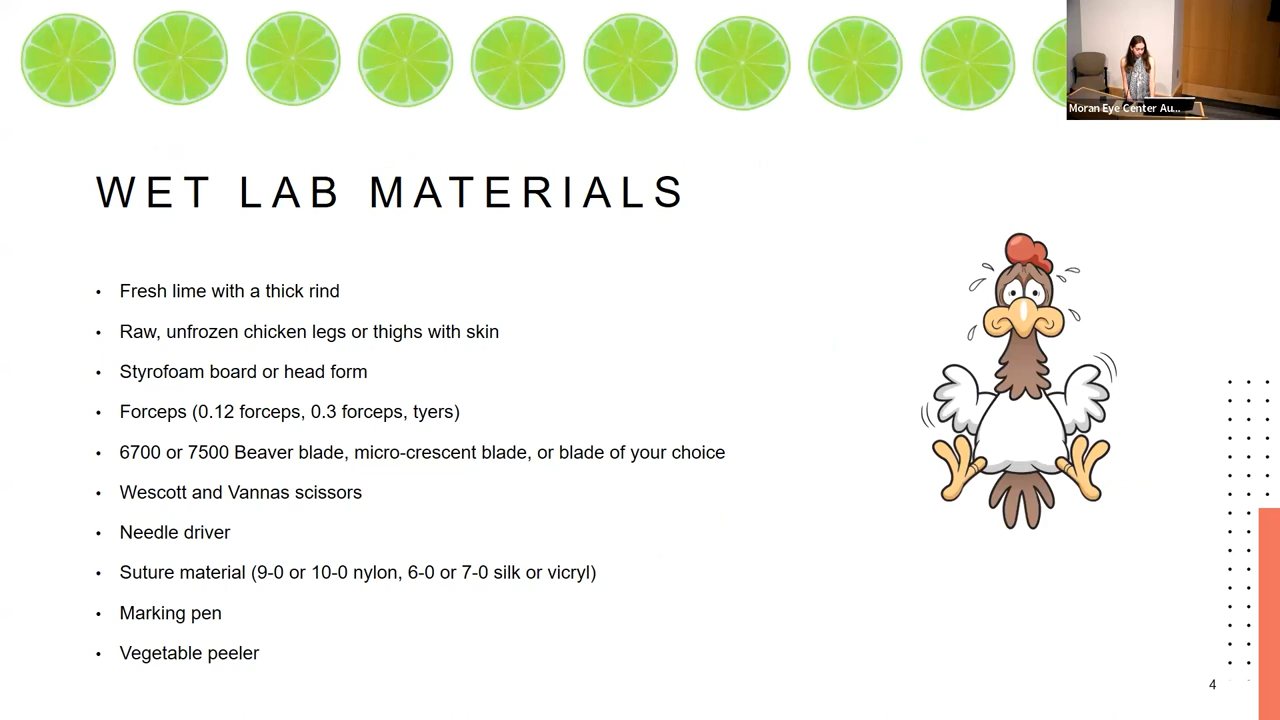 Moran Eye Center Au...
WET LAB MATERIALS
• Fresh lime with a thick rind
• Raw, unfrozen chicken legs or thighs with skin
• Styrofoam board or head form
• Forceps (0.12 forceps, 0.3 forceps, tyers)
• 6700 or 7500 Beaver blade, micro-crescent blade, or blade of your choice
• Wescott and Vannas scissors
• Needle driver
• Suture material (9-0 or 10-0 nylon, 6-0 or 7-0 silk or vicryl)
• Marking pen
• Vegetable peeler
4